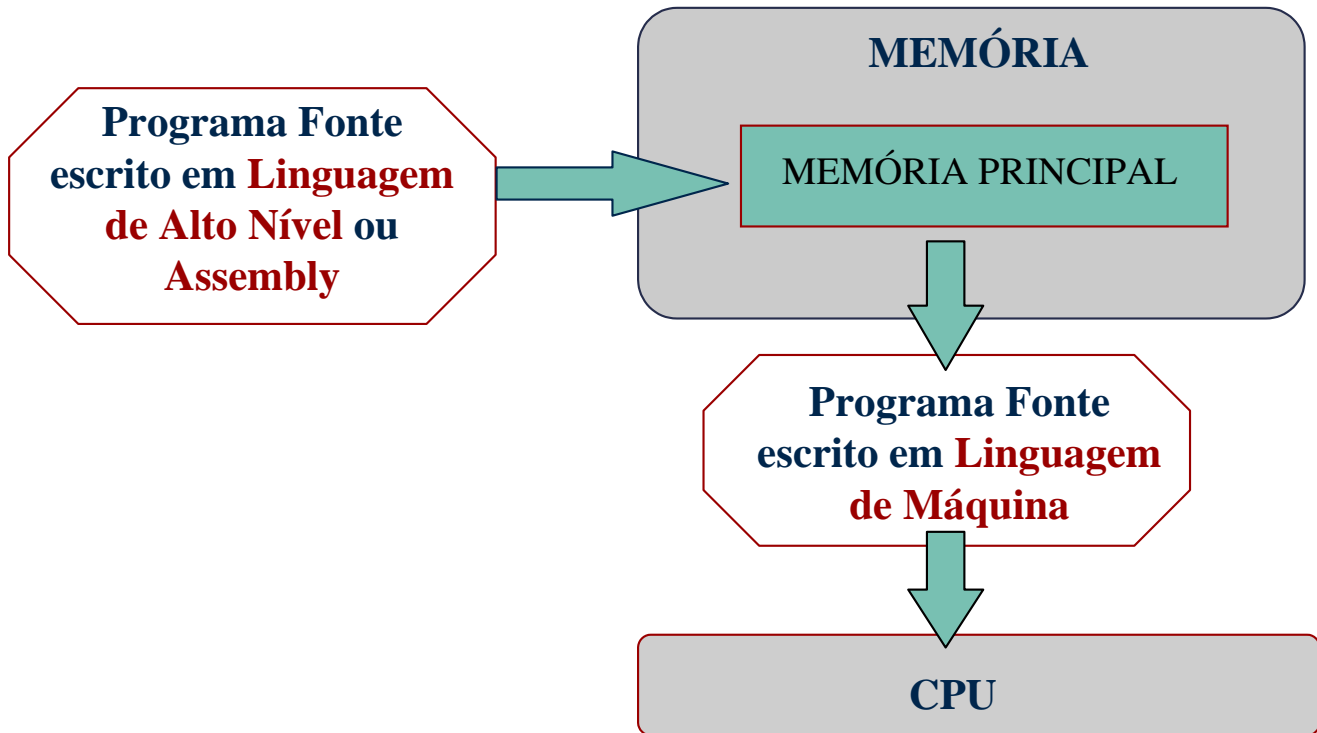 MEMÓRIA
Programa Fonte
escrito em Linguagem
de Alto Nível ou
Assembly
MEMÓRIA PRINCIPAL
Programa Fonte
escrito em Linguagem
de Máquina
CPU